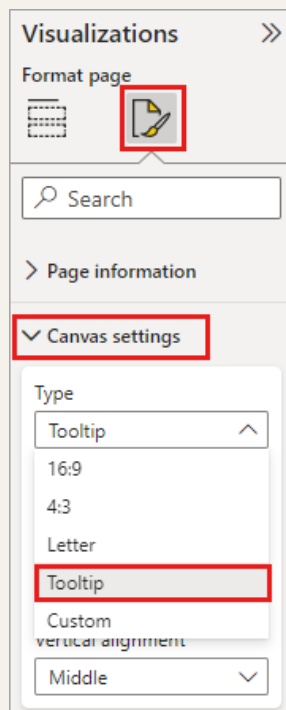 Visualizations
Format page
Search
Page information
Canvas settings
Type
Tooltip
16:9
4:3
Letter
Tooltip
Custom
Vertical alignment
Middle